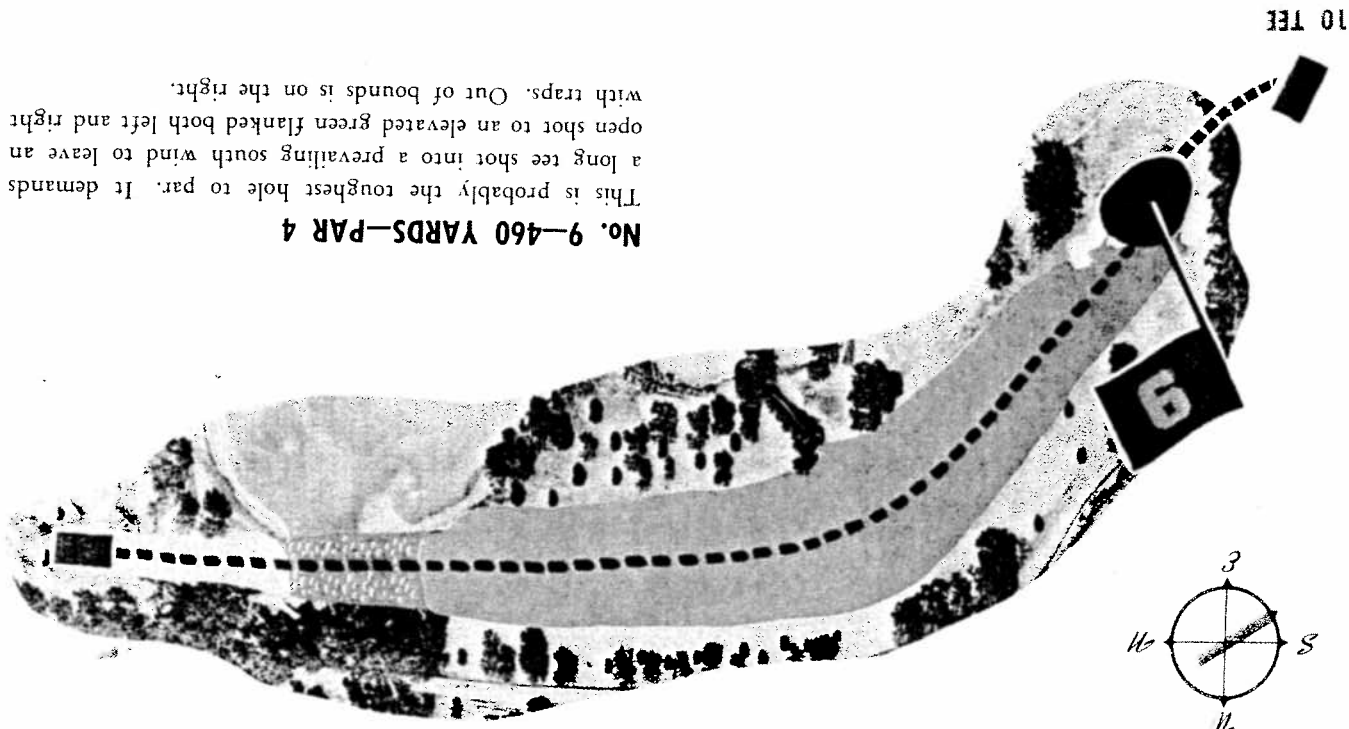 No. 9—460 YARDS—PAR 4
This is probably the toughest hole to par. It demands
a long tee shot into a prevailing south wind to leave an
open shot to an elevated green flanked both left and right
with traps. Out of bounds is on the right.
10 TEE
9
W
S
N
E